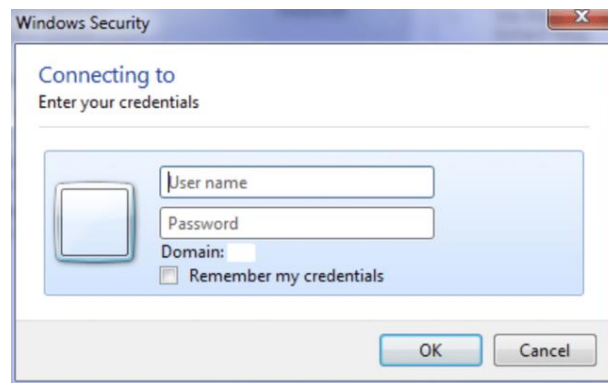 Windows Security
Connecting to
Enter your credentials
User name
Password
Domain:
Remember my credentials
OK
Cancel